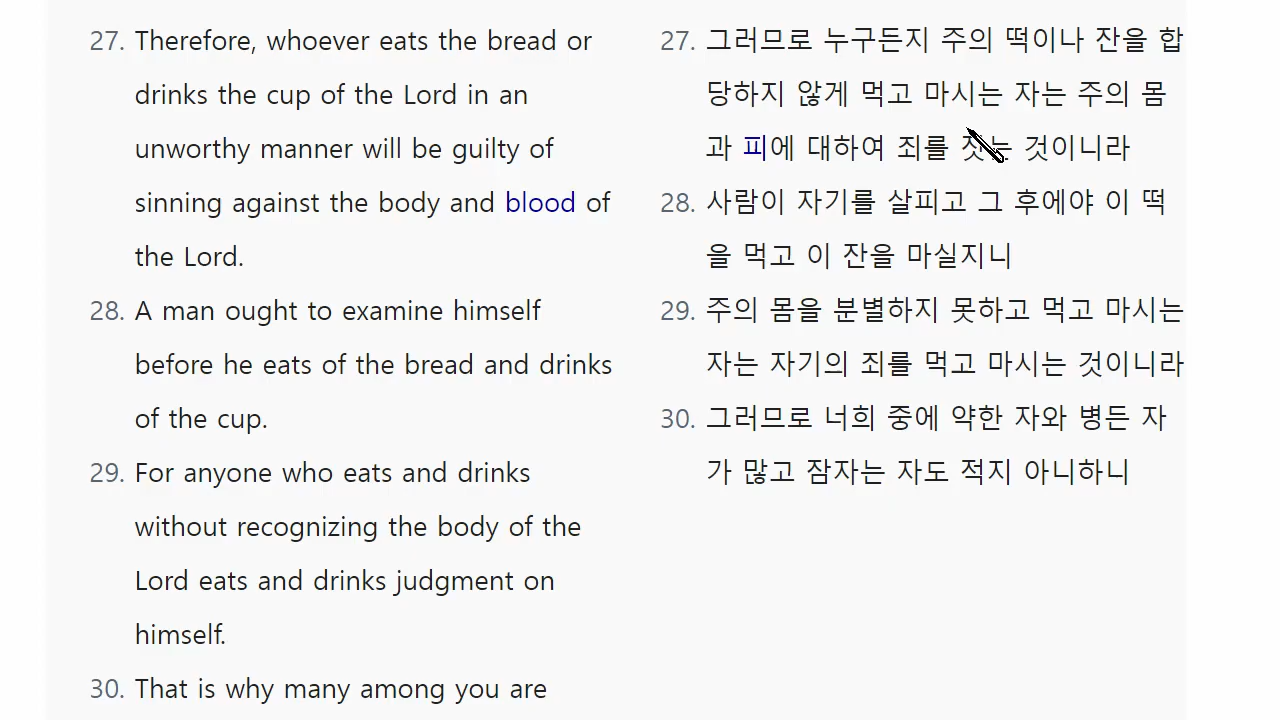 27. Therefore, whoever eats the bread or
drinks the cup of the Lord in an
unworthy manner will be guilty of
sinning against the body and blood of
the Lord.
28. A man ought to examine himself
before he eats of the bread and drinks
of the cup.
29. For anyone who eats and drinks
without recognizing the body of the
Lord eats and drinks judgment on
himself.
30. That is why many among you are
27. 그러므로 누구든지 주의 떡이나 잔을 합
당하지 않게 먹고 마시는 자는 주의 몸
과 피에 대하여 죄를 짓는 것이니라
28. 사람이 자기를 살피고 그 후에야 이 떡
을 먹고 이 잔을 마실지니
29. 주의 몸을 분별하지 못하고 먹고 마시는
자는 자기의 죄를 먹고 마시는 것이니라
30. 그러므로 너희 중에 약한 자와 병든 자
가 많고 잠자는 자도 적지 아니하니